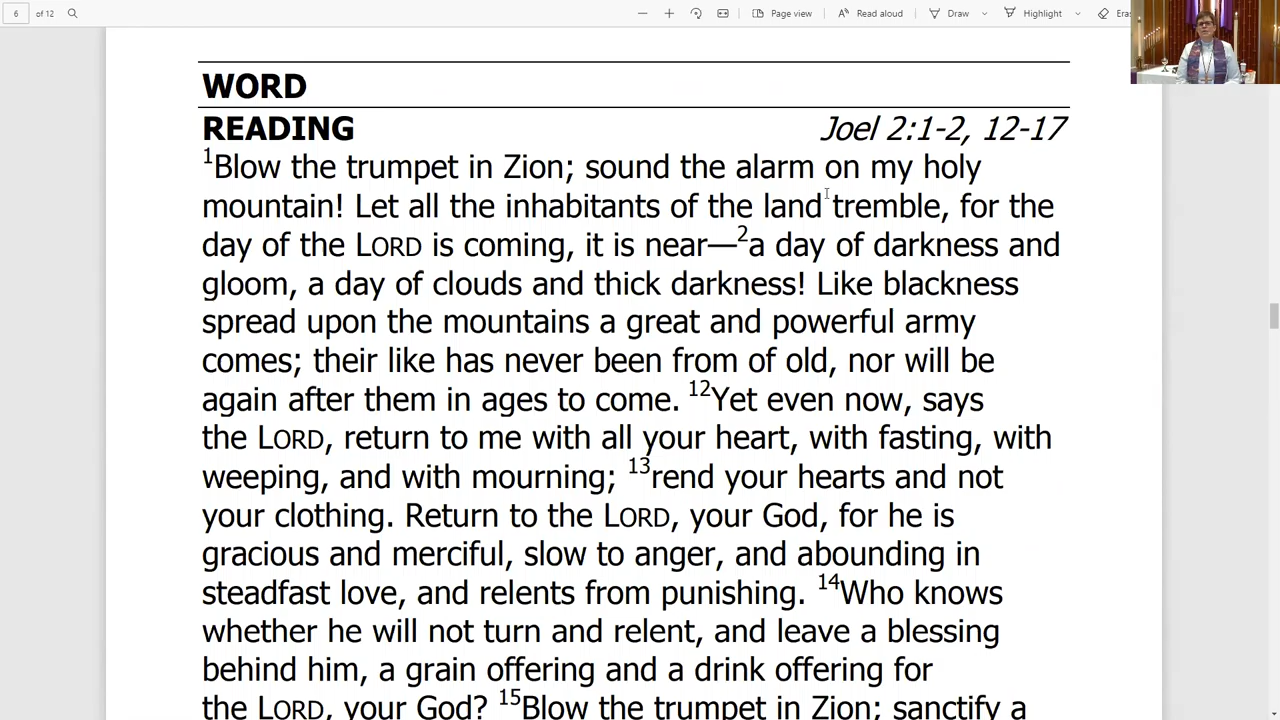 6 of 12 Page view Read aloud Draw Highlight Eras
WORD
READING Joel 2:1-2, 12-17
1Blow the trumpet in Zion; sound the alarm on my holy
mountain! Let all the inhabitants of the land tremble, for the
day of the LORD is coming, it is near—2a day of darkness and
gloom, a day of clouds and thick darkness! Like blackness
spread upon the mountains a great and powerful army
comes; their like has never been from of old, nor will be
again after them in ages to come. 12Yet even now, says
the LORD, return to me with all your heart, with fasting, with
weeping, and with mourning; 13rend your hearts and not
your clothing. Return to the LORD, your God, for he is
gracious and merciful, slow to anger, and abounding in
steadfast love, and relents from punishing. 14Who knows
whether he will not turn and relent, and leave a blessing
behind him, a grain offering and a drink offering for
the LORD, your God? 15Blow the trumpet in Zion; sanctify a